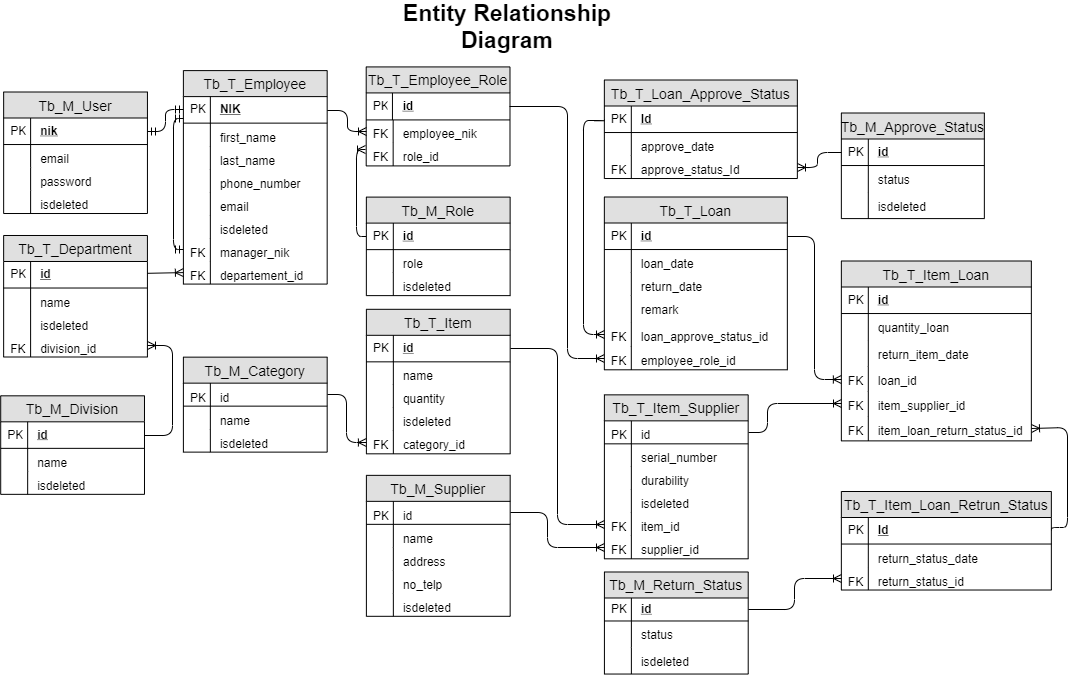 Entity Relationship
Diagram
Tb_M_User
PK nik
email
password
isdeleted
Tb_T_Department
PK id
name
isdeleted
FK division_id
Tb_M_Division
PK id
name
isdeleted
Tb_T_Employee
PK NIK
first_name
last_name
phone_number
email
isdeleted
FK manager_nik
FK departement_id
Tb_M_Category
PK id
name
isdeleted
Tb_T_Employee_Role
PK id
FK employee_nik
FK role_id
Tb_M_Role
PK id
role
isdeleted
Tb_T_Item
PK id
name
quantity
isdeleted
FK category_id
Tb_M_Supplier
PK id
name
address
no_telp
isdeleted
Tb_T_Loan_Approve_Status
PK Id
approve_date
FK approve_status_Id
Tb_T_Loan
PK id
loan_date
return_date
remark
FK loan_approve_status_id
FK employee_role_id
Tb_T_Item_Supplier
PK id
serial_number
durability
isdeleted
FK item_id
FK supplier_id
Tb_M_Return_Status
PK id
status
isdeleted
Tb_M_Approve_Status
PK id
status
isdeleted
Tb_T_Item_Loan
PK id
quantity_loan
return_item_date
FK loan_id
FK item_supplier_id
FK item_loan_return_status_id
Tb_T_Item_Loan_Retrun_Status
PK Id
return_status_date
FK return_status_id